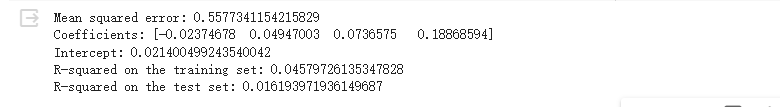 Mean squared error: 0.5577341154215829
Coefficients: [-0.02374678  0.04947003  0.0736575   0.18868594]
Intercept: 0.021400499243540042
R-squared on the training set: 0.04579726135347828
R-squared on the test set: 0.016193971936149687